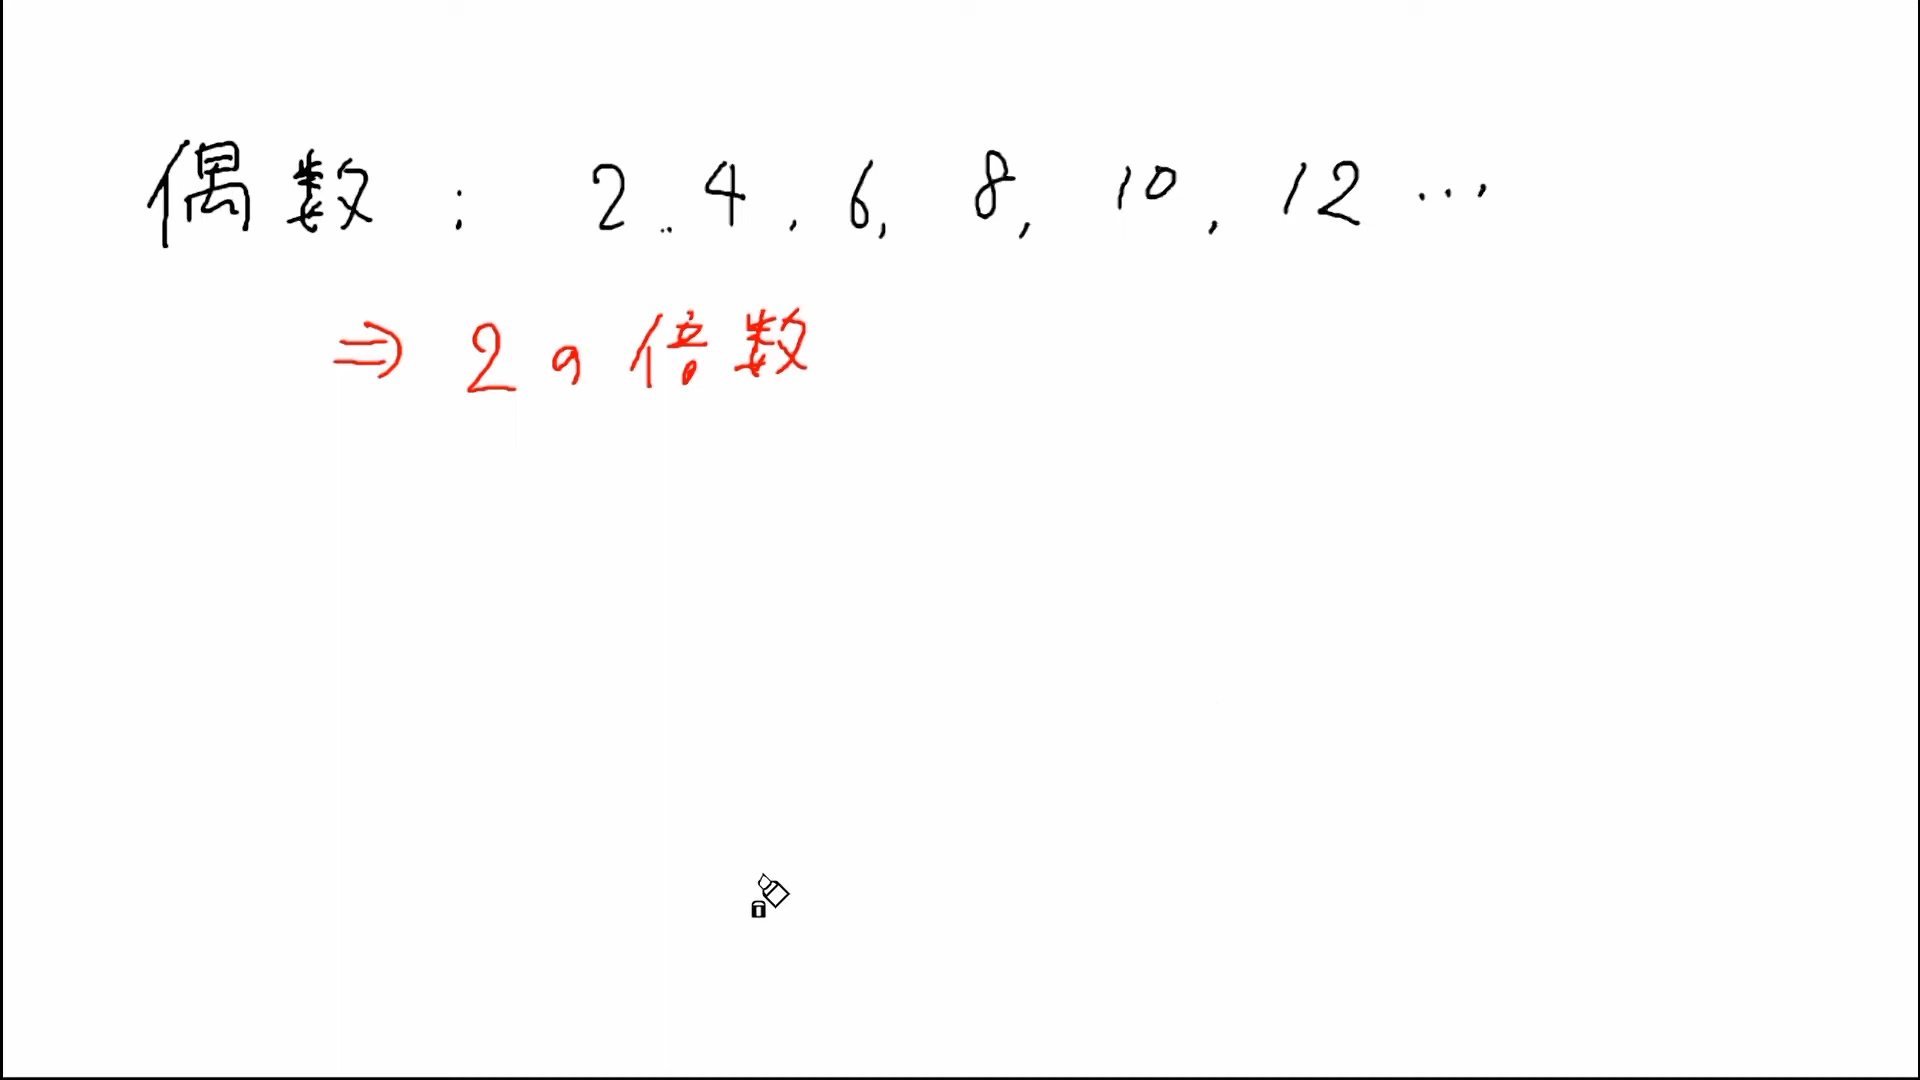 偶数: 2, 4, 6, 8, 10, 12 ...
⇒ 2の倍数